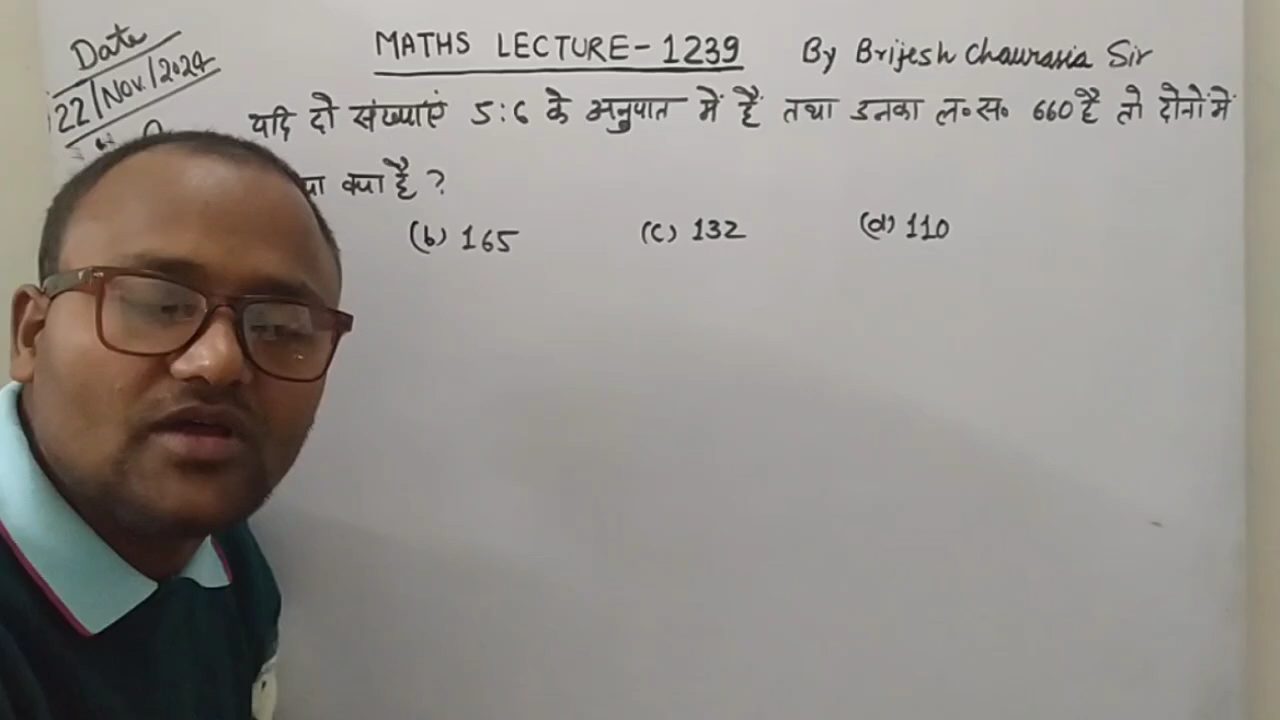 Date
22/Nov./2024
MATHS LECTURE-1239 By Brijesh Chaurasia Sir
यदि दो संख्याएं 5:6 के अनुपात में है तथा उनका ल॰स॰ 660 है तो दोनो में
क्या है ?
(b) 165 (c) 132 (d) 110